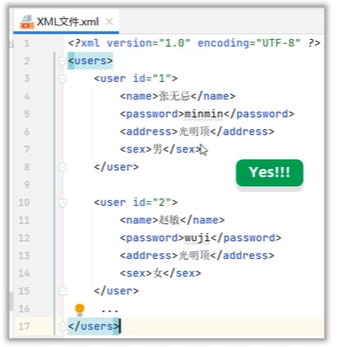 XML文件.xml
1 <?xml version="1.0" encoding="UTF-8" ?>
2 <users>
3 <user id="1">
4 <name>张无忌</name>
5 <password>minmin</password>
6 <address>光明顶</address>
7 <sex>男</sex>
8 </user>
Yes!!!
9
10 <user id="2">
11 <name>赵敏</name>
12 <password>wuji</password>
13 <address>光明顶</address>
14 <sex>女</sex>
15 </user>
16 ...
17 </users>